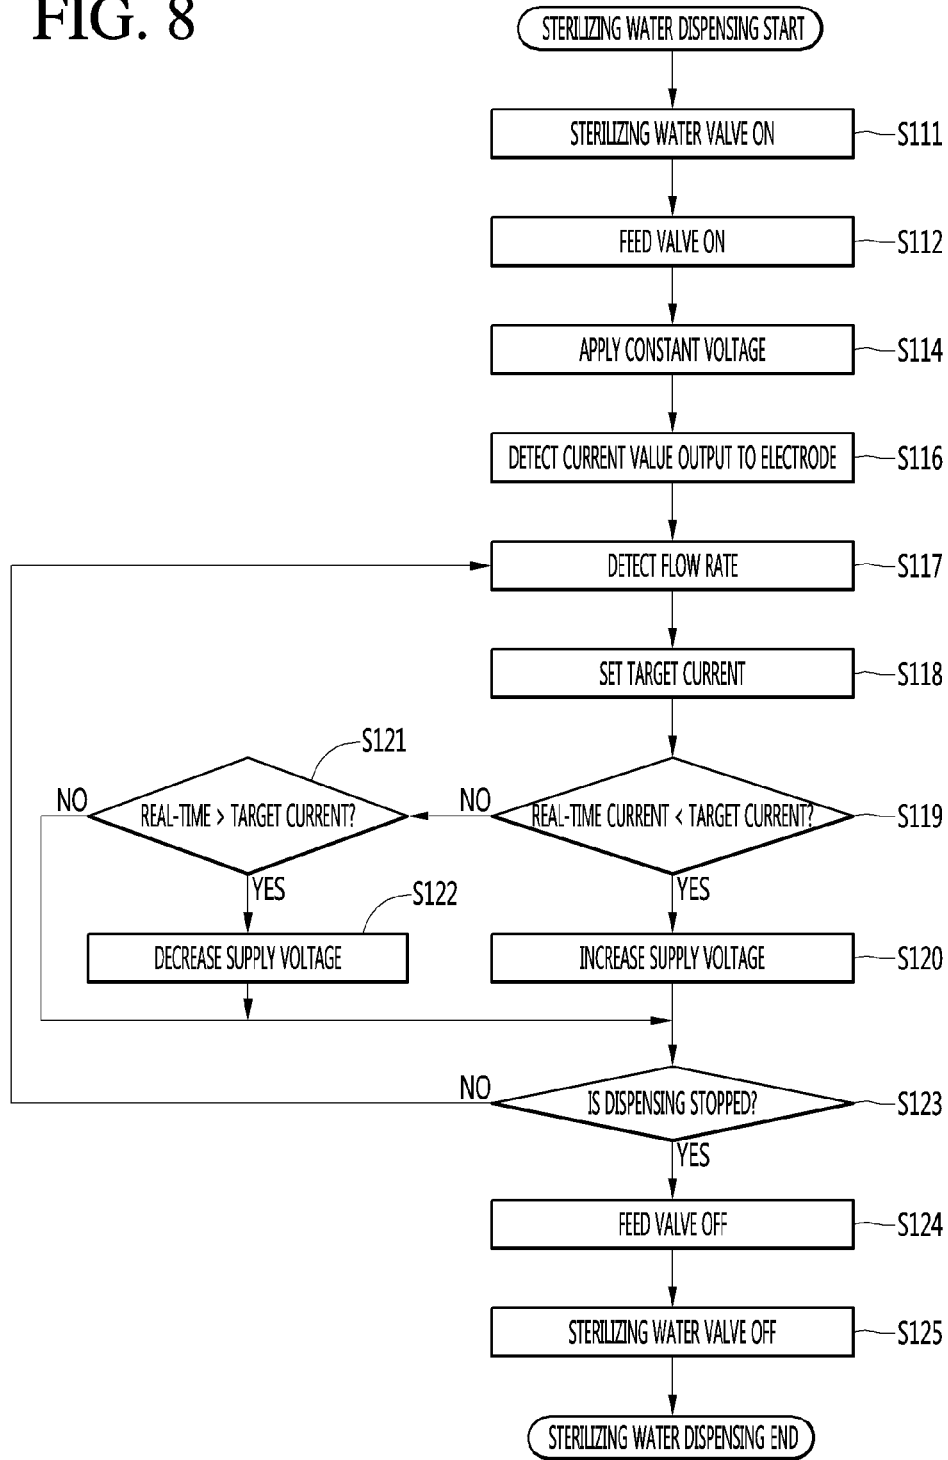 FIG. 8
STERILIZING WATER DISPENSING START
STERILIZING WATER VALVE ON
S111
FEED VALVE ON
S112
APPLY CONSTANT VOLTAGE
S114
DETECT CURRENT VALUE OUTPUT TO ELECTRODE
S116
DETECT FLOW RATE
S117
SET TARGET CURRENT
S118
REAL-TIME CURRENT < TARGET CURRENT?
S119
NO
YES
REAL-TIME > TARGET CURRENT?
S121
NO
YES
DECREASE SUPPLY VOLTAGE
S122
INCREASE SUPPLY VOLTAGE
S120
IS DISPENSING STOPPED?
S123
NO
YES
FEED VALVE OFF
S124
STERILIZING WATER VALVE OFF
S125
STERILIZING WATER DISPENSING END